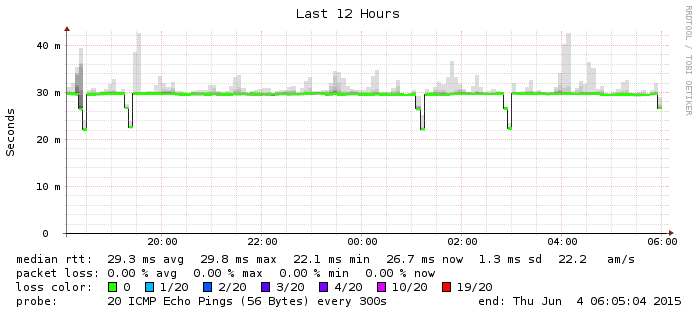 Last 12 Hours
RRDTOOL / TOBI OETIKER
Seconds
40 m
30 m
20 m
10 m
0
20:00 22:00 00:00 02:00 04:00 06:00
median rtt: 29.3 ms avg 29.8 ms max 22.1 ms min 26.7 ms now 1.3 ms sd 22.2 am/s
packet loss: 0.00 % avg 0.00 % max 0.00 % min 0.00 % now
loss color: 0 1/20 2/20 3/20 4/20 10/20 19/20
probe: 20 ICMP Echo Pings (56 Bytes) every 300s end: Thu Jun 4 06:05:04 2015